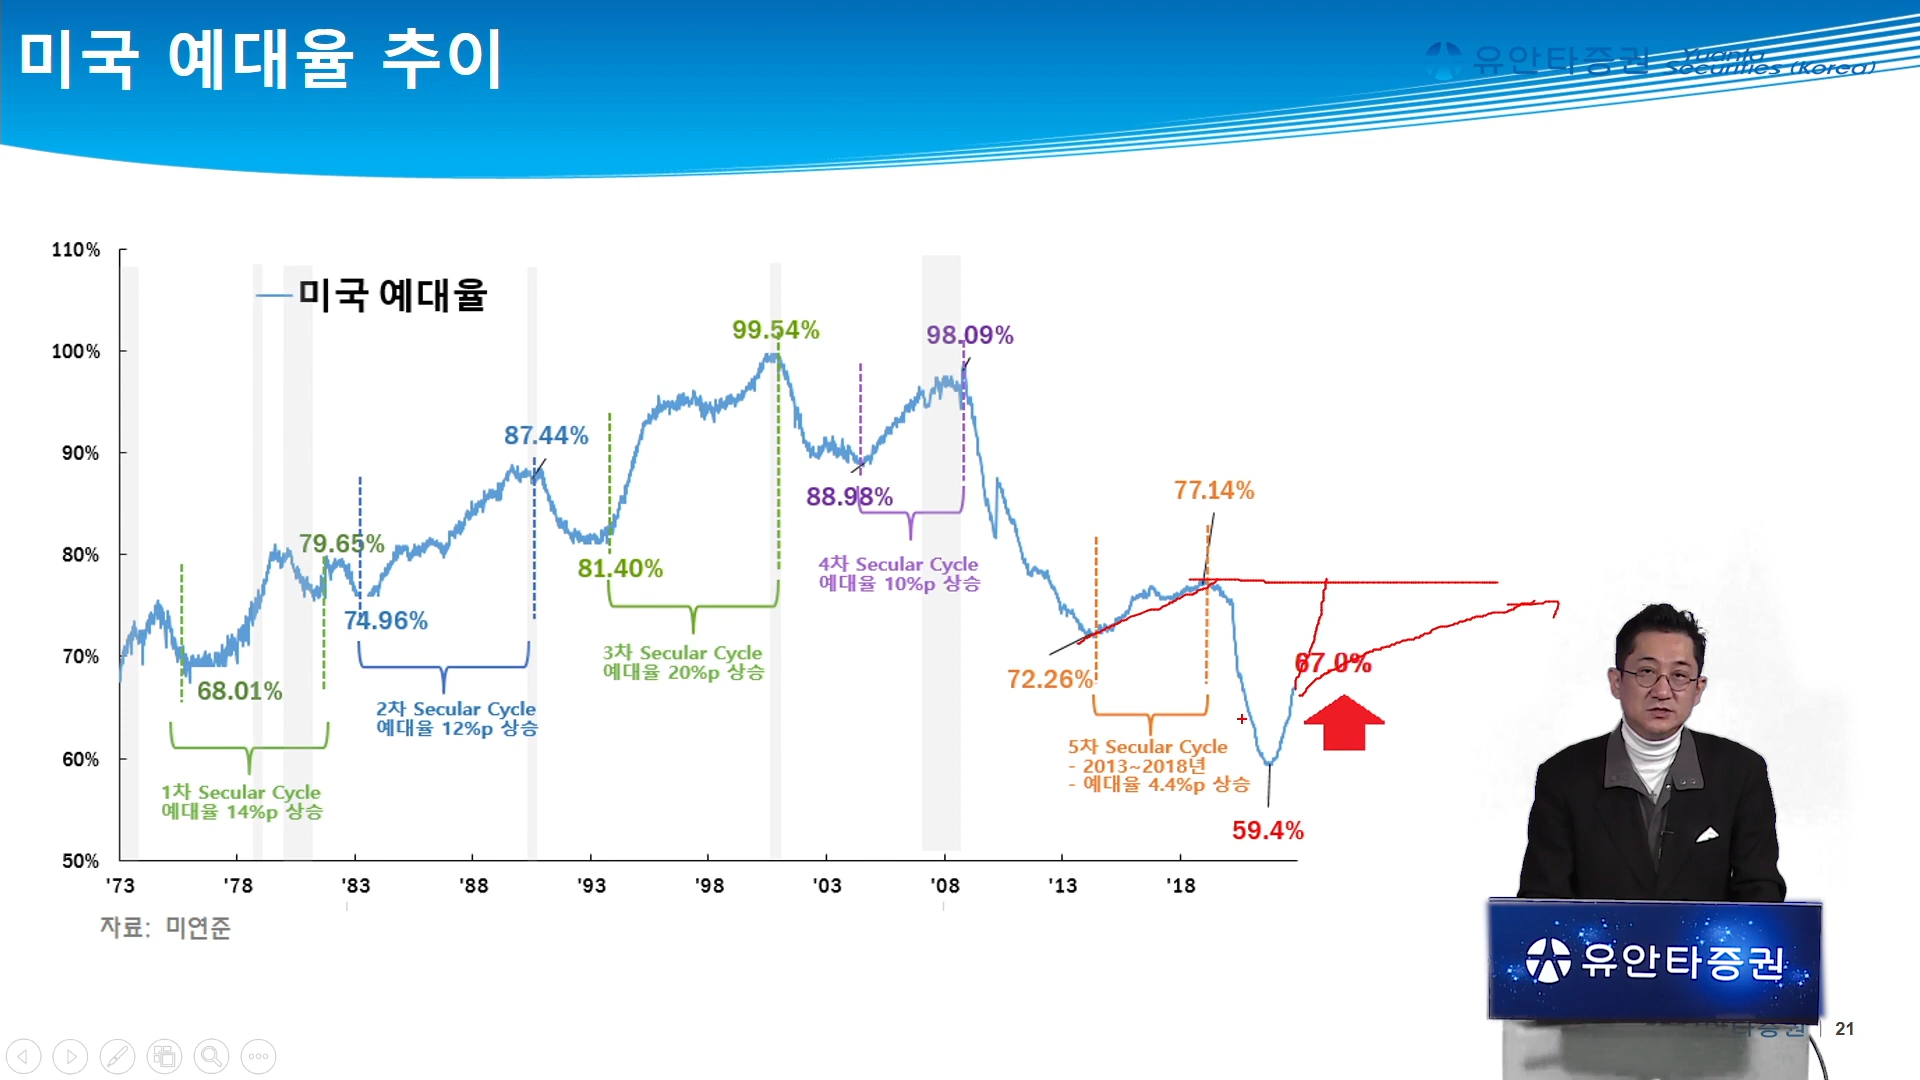 미국 예대율 추이
유안타증권 Yuanta Securities (Korea)
110%
미국 예대율
100%
90%
80%
70%
60%
50%
99.54%
98.09%
87.44%
88.98%
77.14%
79.65%
81.40%
74.96%
68.01%
72.26%
67.0%
59.4%
4차 Secular Cycle
예대율 10%p 상승
3차 Secular Cycle
예대율 20%p 상승
2차 Secular Cycle
예대율 12%p 상승
5차 Secular Cycle
- 2013~2018년
- 예대율 4.4%p 상승
1차 Secular Cycle
예대율 14%p 상승
'73 '78 '83 '88 '93 '98 '03 '08 '13 '18
자료: 미연준
유안타증권
21